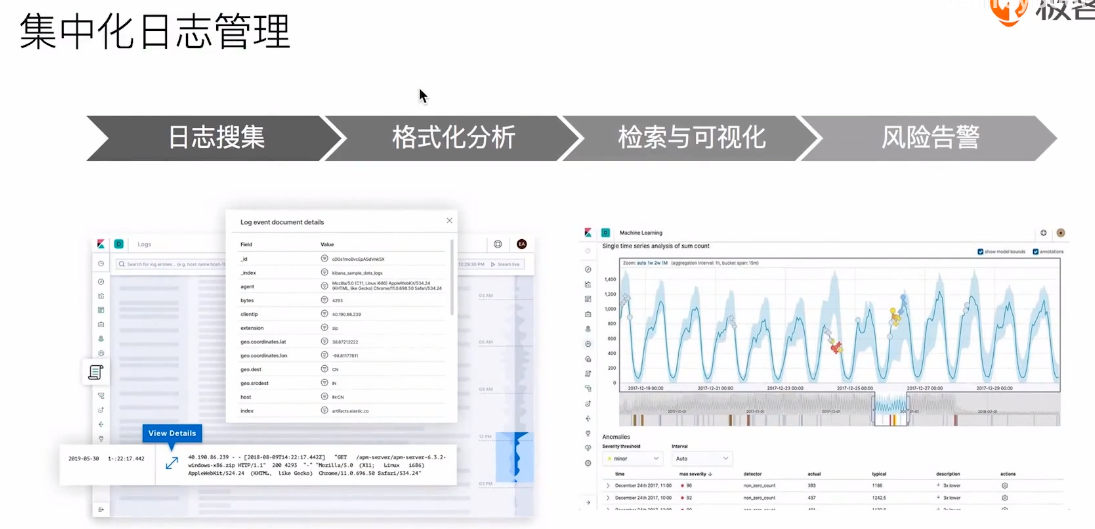 集中化日志管理
极客
日志搜集
格式化分析
检索与可视化
风险告警
Log event document details
Field Value
_id
_index kibana_sample_data_logs
agent Mozilla/5.0 (X11; Linux i686) AppleWebKit/534.24
(KHTML, like Gecko) Chrome/11.0.696.50 Safari/534.24
bytes 4293
clientip 40.190.86.239
extension zip
geo.coordinates.lat
geo.coordinates.lon
geo.dest CN
geo.srcdest
host
index artifacts.elastic.co
Logs
EA
View Details
2019-05-30 1-:22:17.442
40.190.86.239 - - [2018-08-09T14:22:17.442Z] "GET /apm-server/apm-server-6.3.2-
windows-x86.zip HTTP/1.1" 200 4293 "-" "Mozilla/5.0 (X11; Linux i686)
AppleWebKit/524.24 (KHTML, like Gecko) Chrome/11.0.696.50 Safari/534.24"
Machine Learning
Single time series analysis of sum count
show model bounds
annotations
Zoom: auto 1w 2w 1M (aggregation interval: 1h, bucket span: 15m)
1,400
1,200
1,000
800
600
400
200
0
2017-12-19 00:00 2017-12-21 00:00 2017-12-23 00:00 2017-12-25 00:00 2017-12-27 00:00 2017-12-29 00:00
Anomalies
Severity threshold Interval
minor Auto
time max severity detector actual typical description actions
December 24th 2017, 11:00 96 non_zero_count 393 1186 3x lower
December 24th 2017, 10:00 92 non_zero_count 437 1242.5 3x lower